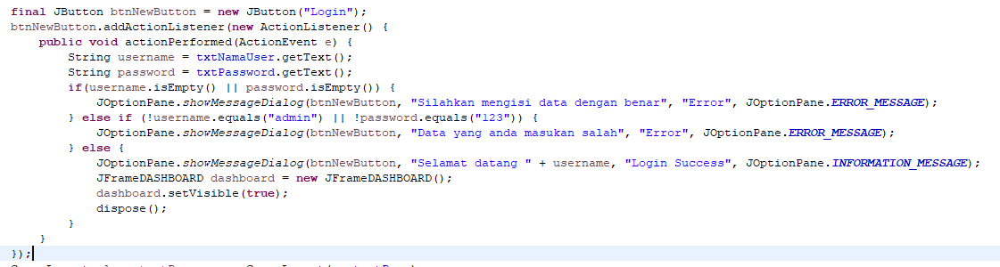 final JButton btnNewButton = new JButton("Login");
btnNewButton.addActionListener(new ActionListener() {
    public void actionPerformed(ActionEvent e) {
        String username = txtNamaUser.getText();
        String password = txtPassword.getText();
        if(username.isEmpty() || password.isEmpty()) {
            JOptionPane.showMessageDialog(btnNewButton, "Silahkan mengisi data dengan benar", "Error", JOptionPane.ERROR_MESSAGE);
        } else if (!username.equals("admin") || !password.equals("123")) {
            JOptionPane.showMessageDialog(btnNewButton, "Data yang anda masukan salah", "Error", JOptionPane.ERROR_MESSAGE);
        } else {
            JOptionPane.showMessageDialog(btnNewButton, "Selamat datang " + username, "Login Success", JOptionPane.INFORMATION_MESSAGE);
            JFrameDASHBOARD dashboard = new JFrameDASHBOARD();
            dashboard.setVisible(true);
            dispose();
        }
    }
});